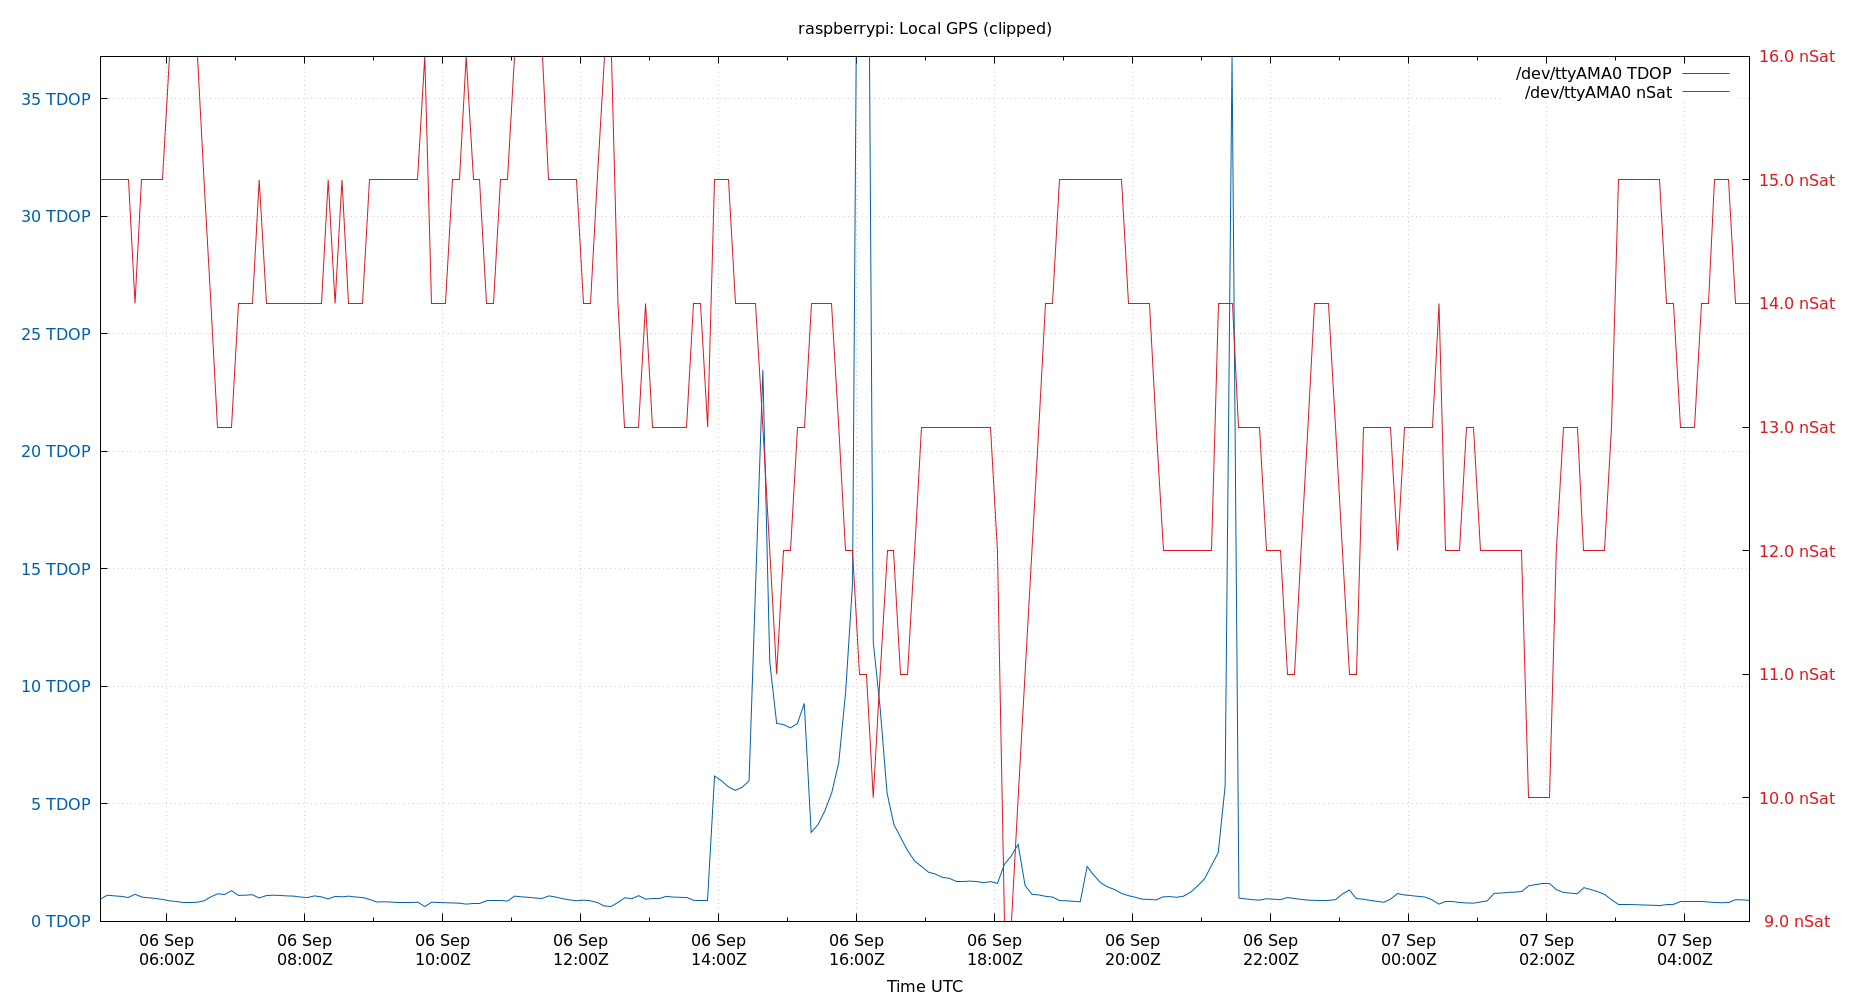 raspberrypi: Local GPS (clipped)
/dev/ttyAMA0 TDOP
/dev/ttyAMA0 nSat
35 TDOP
30 TDOP
25 TDOP
20 TDOP
15 TDOP
10 TDOP
5 TDOP
0 TDOP
16.0 nSat
15.0 nSat
14.0 nSat
13.0 nSat
12.0 nSat
11.0 nSat
10.0 nSat
9.0 nSat
06 Sep 06 Sep 06 Sep 06 Sep 06 Sep 06 Sep 06 Sep 06 Sep 06 Sep 07 Sep 07 Sep 07 Sep
06:00Z 08:00Z 10:00Z 12:00Z 14:00Z 16:00Z 18:00Z 20:00Z 22:00Z 00:00Z 02:00Z 04:00Z
Time UTC